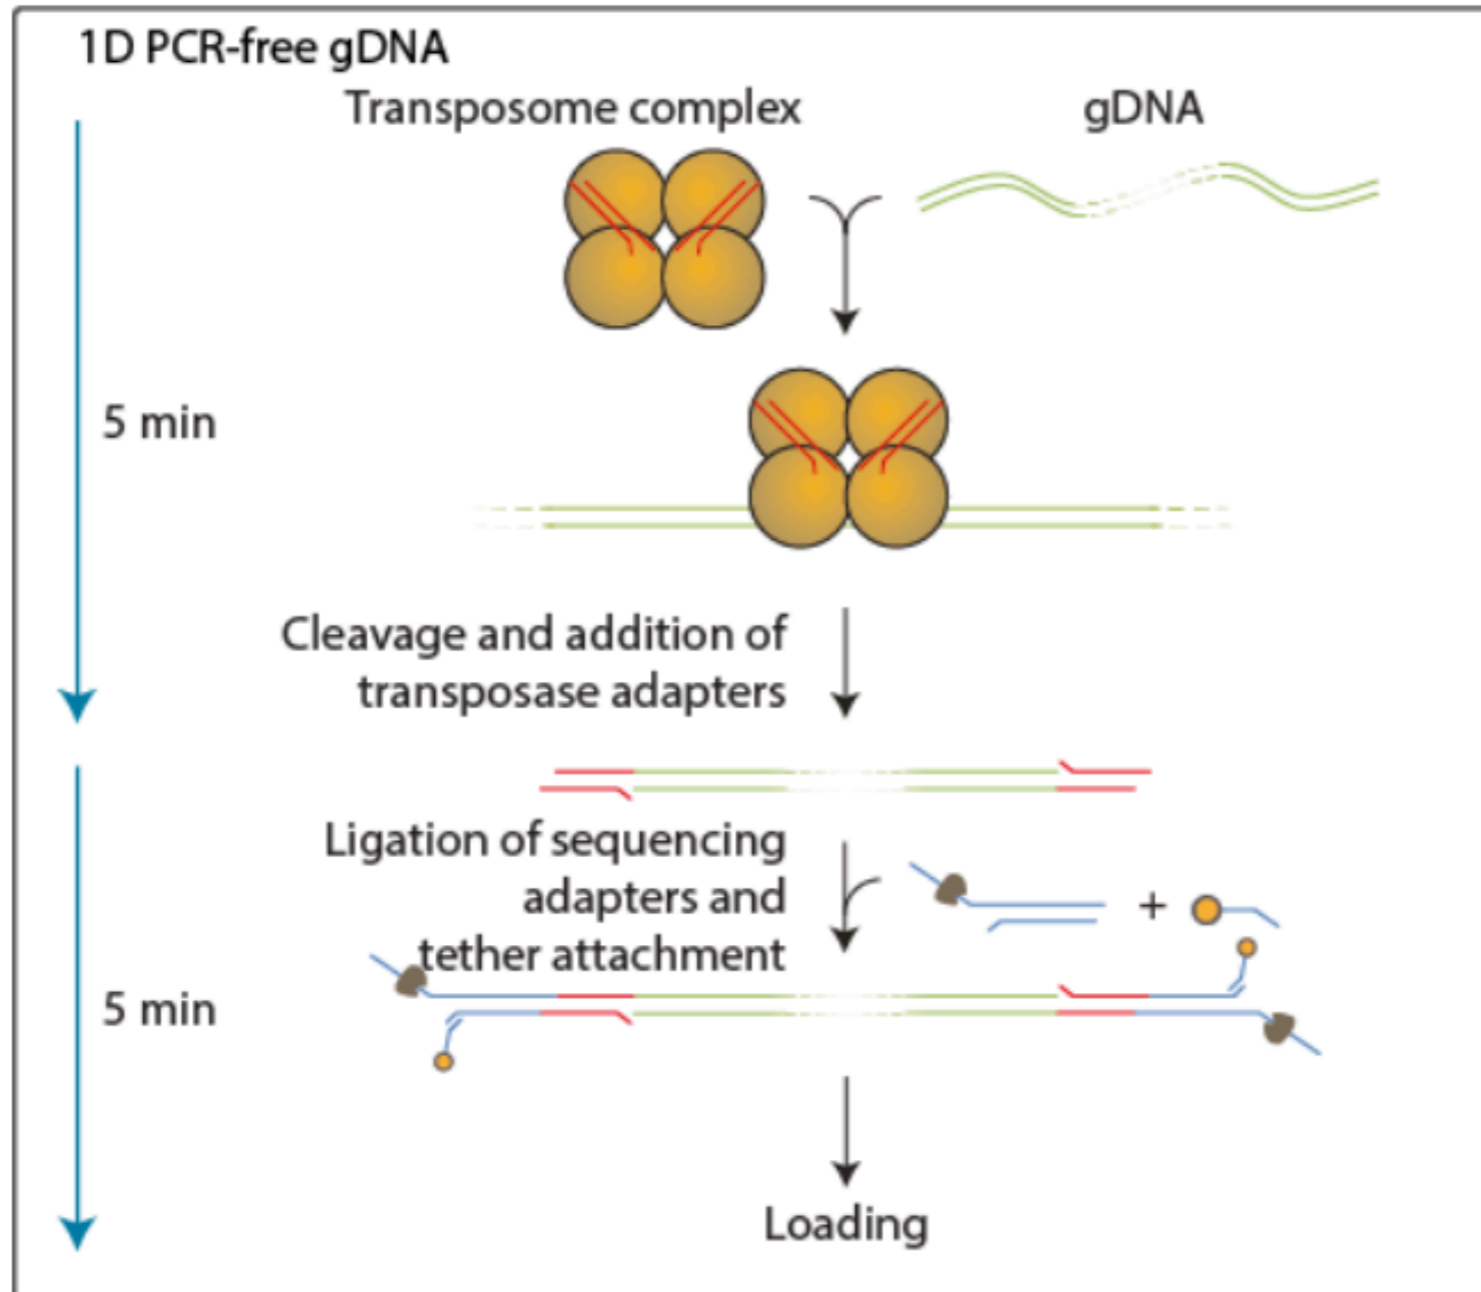 1D PCR-free gDNA
Transposome complex
gDNA
5 min
Cleavage and addition of
transposase adapters
Ligation of sequencing
adapters and
+
tether attachment
5 min
Loading